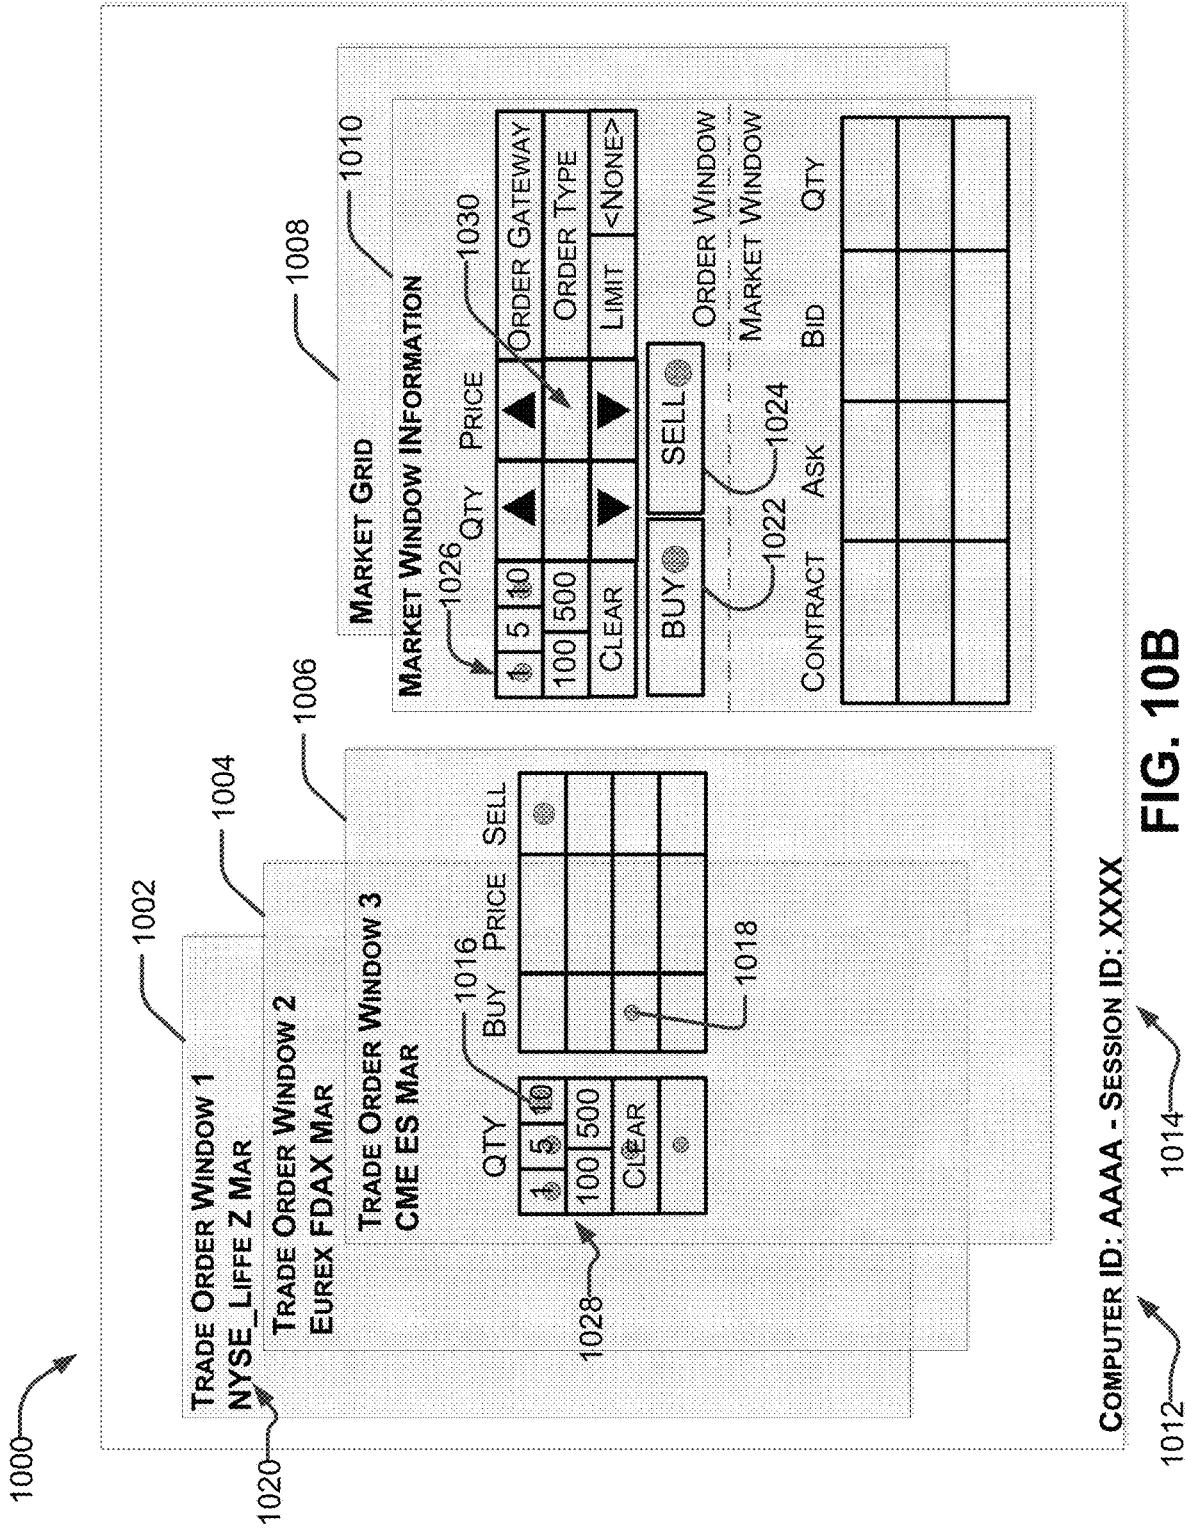 1000
1002
TRADE ORDER WINDOW 1
NYSE_LIFFE Z MAR
1020
1004
TRADE ORDER WINDOW 2
EUREX FDAX MAR
1006
TRADE ORDER WINDOW 3
CME ES MAR
1016
QTY BUY PRICE SELL
1 5 10
100 500
CLEAR
1028
1018
1008
MARKET GRID
1010
MARKET WINDOW INFORMATION
1026
1030
QTY PRICE
1 5 10 ORDER GATEWAY
100 500 ORDER TYPE
CLEAR LIMIT <NONE>
BUY SELL
ORDER WINDOW
MARKET WINDOW
1022
1024
CONTRACT ASK BID QTY
COMPUTER ID: AAAA - SESSION ID: XXXX
1012
1014
FIG. 10B